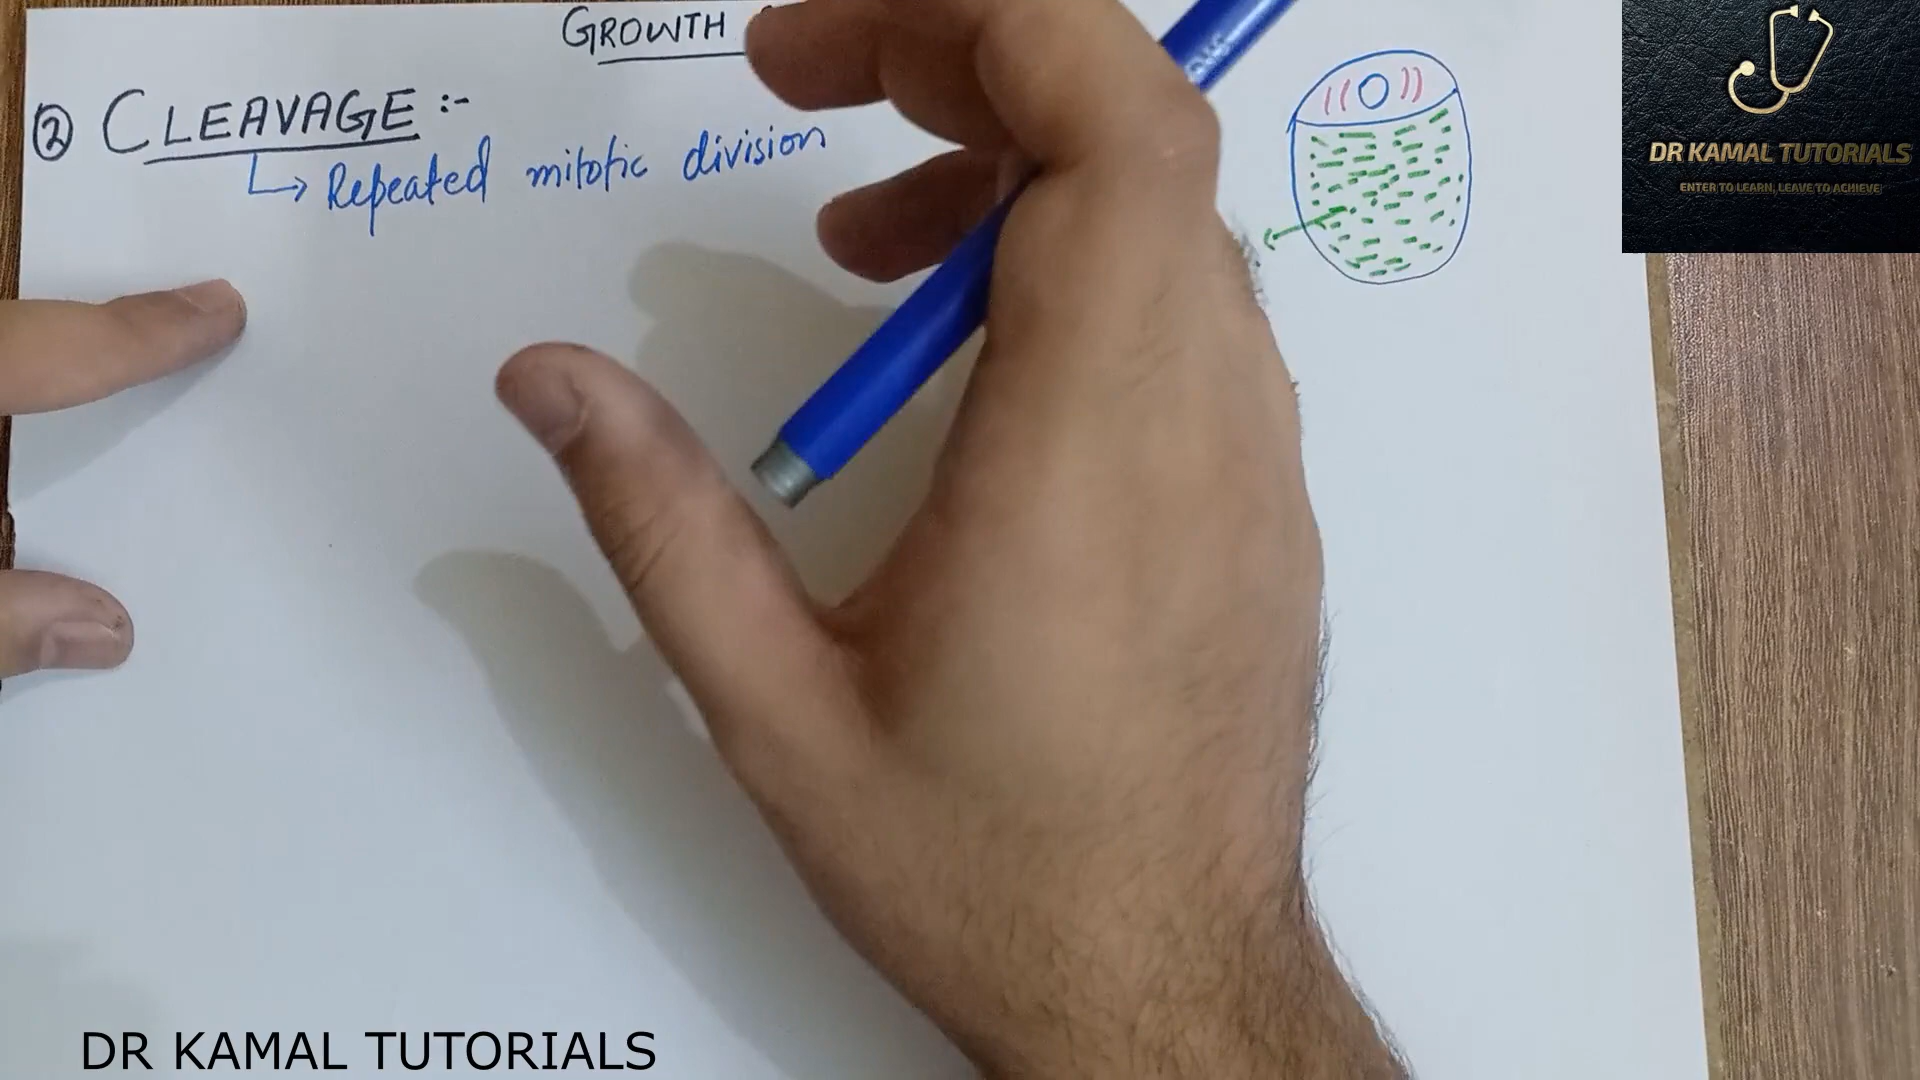 GROWTH
② CLEAVAGE :-
↳ Repeated mitotic division
DR KAMAL TUTORIALS
ENTER TO LEARN, LEAVE TO ACHIEVE
DR KAMAL TUTORIALS